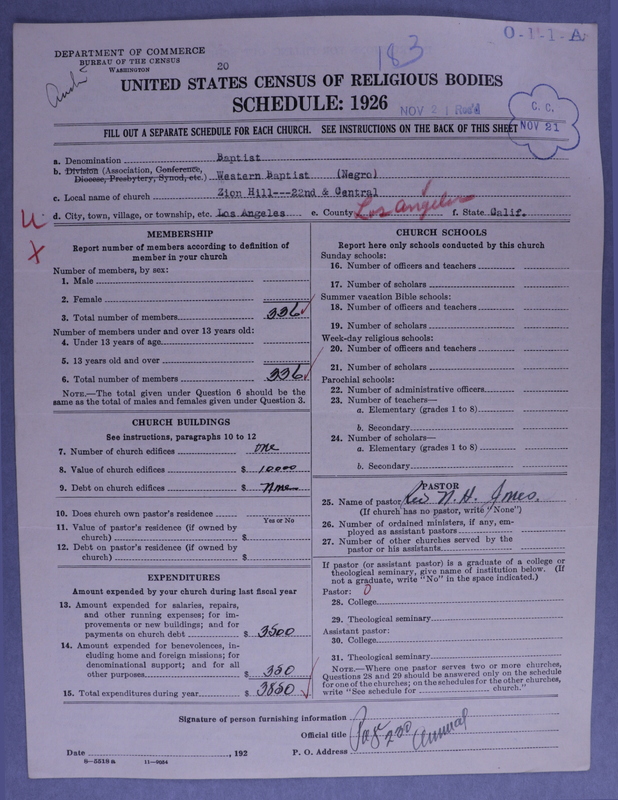 DEPARTMENT OF COMMERCE
BUREAU OF THE CENSUS
WASHINGTON
20
183
O-1-1-A
UNITED STATES CENSUS OF RELIGIOUS BODIES
SCHEDULE: 1926
NOV 21 Rec'd
C. C.
NOV 21
FILL OUT A SEPARATE SCHEDULE FOR EACH CHURCH. SEE INSTRUCTIONS ON THE BACK OF THIS SHEET
a. Denomination Baptist
b. Division (Association, Conference, Diocese, Presbytery, Synod, etc.) Western Baptist (Negro)
c. Local name of church Zion Hill---22nd & Central
d. City, town, village, or township, etc. Los Angeles e. County Los Angeles f. State Calif.
MEMBERSHIP
Report number of members according to definition of
member in your church
Number of members, by sex:
1. Male
2. Female
3. Total number of members 336
Number of members under and over 13 years old:
4. Under 13 years of age
5. 13 years old and over
6. Total number of members 336
NOTE.—The total given under Question 6 should be
same as the total of males and females given under Question 3.
CHURCH BUILDINGS
See instructions, paragraphs 10 to 12
7. Number of church edifices one
8. Value of church edifices $ 10000
9. Debt on church edifices $ None
10. Does church own pastor's residence
Yes or No
11. Value of pastor's residence (if owned by
church) $
12. Debt on pastor's residence (if owned by
church) $
EXPENDITURES
Amount expended by your church during last fiscal year
13. Amount expended for salaries, repairs,
and other running expenses; for im-
provements or new buildings; and for
payments on church debt $ 3500
14. Amount expended for benevolences, in-
cluding home and foreign missions; for
denominational support; and for all
other purposes $ 350
15. Total expenditures during year $ 3850
CHURCH SCHOOLS
Report here only schools conducted by this church
Sunday schools:
16. Number of officers and teachers
17. Number of scholars
Summer vacation Bible schools:
18. Number of officers and teachers
19. Number of scholars
Week-day religious schools:
20. Number of officers and teachers
21. Number of scholars
Parochial schools:
22. Number of administrative officers
23. Number of teachers—
a. Elementary (grades 1 to 8)
b. Secondary
24. Number of scholars—
a. Elementary (grades 1 to 8)
b. Secondary
PASTOR
25. Name of pastor Rev N. H. Jones.
(If church has no pastor, write "None")
26. Number of ordained ministers, if any, em-
ployed as assistant pastors
27. Number of other churches served by the
pastor or his assistants
If pastor (or assistant pastor) is a graduate of a college or
theological seminary, give name of institution below. (If
not a graduate, write "No" in the space indicated.)
Pastor: 0
28. College
29. Theological seminary
Assistant pastor:
30. College
31. Theological seminary
NOTE.—Where one pastor serves two or more churches,
Questions 28 and 29 should be answered only on the schedule
for one of the churches; on the schedules for the other churches,
write "See schedule for church."
Signature of person furnishing information
Official title Page 220 Annual
Date , 192 P. O. Address
8—5518a 11—9084